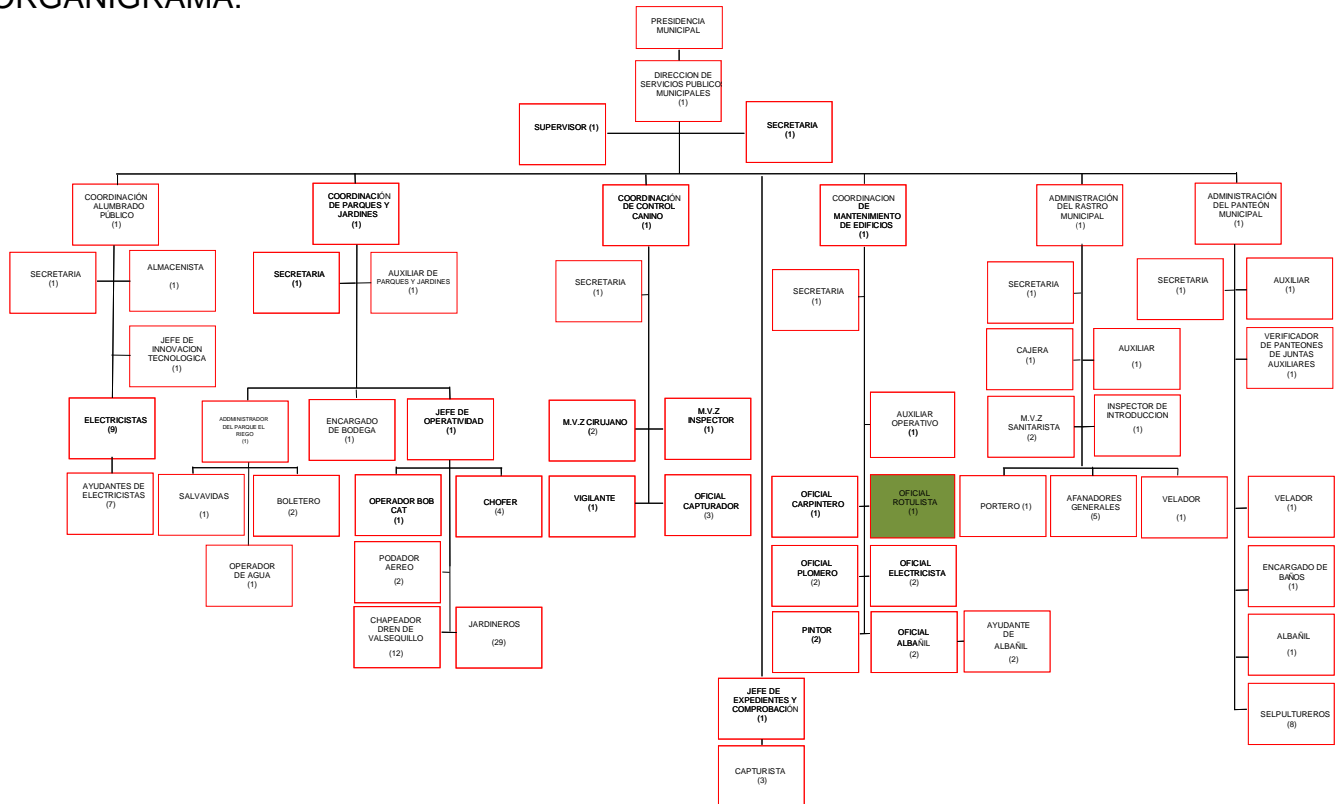 ORGANIGRAMA.
PRESIDENCIA
MUNICIPAL
DIRECCION DE
SERVICIOS PUBLICO
MUNICIPALES
(1)
SUPERVISOR (1)
SECRETARIA
(1)
COORDINACIÓN
ALUMBRADO
PÚBLICO
(1)
SECRETARIA
(1)
ALMACENISTA
(1)
JEFE DE
INNOVACION
TECNOLOGICA
(1)
ELECTRICISTAS
(9)
AYUDANTES DE
ELECTRICISTAS
(7)
COORDINACIÓN
DE PARQUES Y
JARDINES
(1)
SECRETARIA
(1)
AUXILIAR DE
PARQUES Y JARDINES
(1)
ADDMINISTRADOR
DEL PARQUE EL
RIEGO
(1)
SALVAVIDAS
(1)
BOLETERO
(2)
OPERADOR
DE AGUA
(1)
ENCARGADO
DE BODEGA
(1)
JEFE DE
OPERATIVIDAD
(1)
OPERADOR BOB
CAT
(1)
CHOFER
(4)
PODADOR
AEREO
(2)
CHAPEADOR
DREN DE
VALSEQUILLO
(12)
JARDINEROS
(29)
COORDINACIÓN
DE CONTROL
CANINO
(1)
SECRETARIA
(1)
M.V.Z CIRUJANO
(2)
M.V.Z
INSPECTOR
(1)
VIGILANTE
(1)
OFICIAL
CAPTURADOR
(3)
JEFE DE
EXPEDIENTES Y
COMPROBACIÓN
(1)
CAPTURISTA
(3)
COORDINACION
DE
MANTENIMIENTO
DE EDIFICIOS
(1)
SECRETARIA
(1)
AUXILIAR
OPERATIVO
(1)
OFICIAL
CARPINTERO
(1)
OFICIAL
ROTULISTA
(1)
OFICIAL
PLOMERO
(2)
OFICIAL
ELECTRICISTA
(2)
PINTOR
(2)
OFICIAL
ALBAÑIL
(2)
AYUDANTE
DE
ALBAÑIL
(2)
ADMINISTRACIÓN
DEL RASTRO
MUNICIPAL
(1)
SECRETARIA
(1)
CAJERA
(1)
AUXILIAR
(1)
M.V.Z
SANITARISTA
(2)
INSPECTOR DE
INTRODUCCION
(1)
PORTERO (1)
AFANADORES
GENERALES
(5)
VELADOR
(1)
ADMINISTRACIÓN
DEL PANTEÓN
MUNICIPAL
(1)
SECRETARIA
(1)
AUXILIAR
(1)
VERIFICADOR
DE PANTEONES
DE JUNTAS
AUXILIARES
(1)
VELADOR
(1)
ENCARGADO DE
BAÑOS
(1)
ALBAÑIL
(1)
SELPULTUREROS
(8)